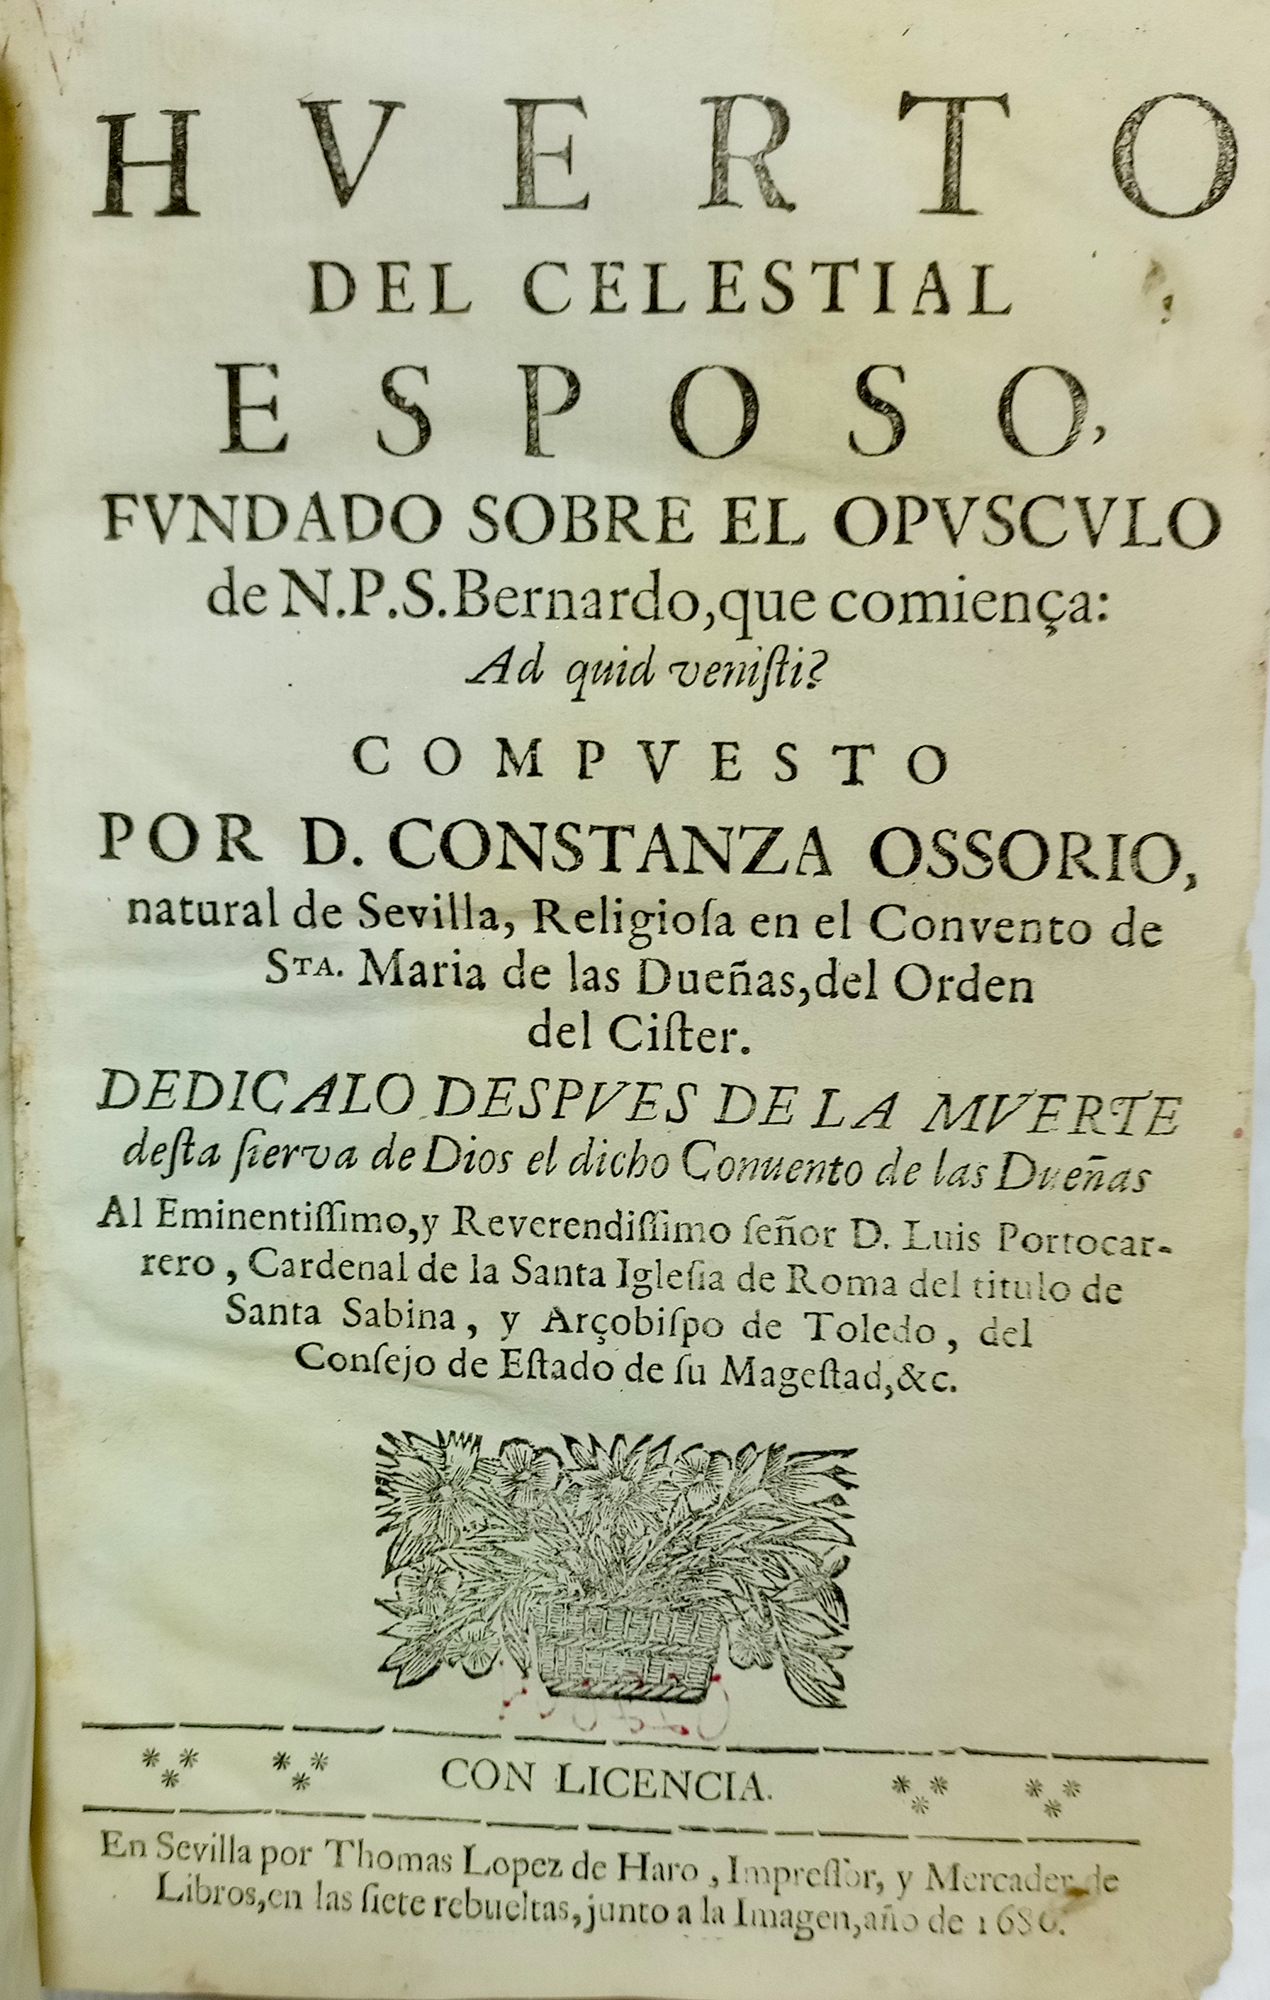 HVERTO
DEL CELESTIAL
ESPOSO,
FVNDADO SOBRE EL OPVSCVLO
de N.P.S.Bernardo,que comiença:
Ad quid veniſti?
COMPVESTO
POR D. CONSTANZA OSSORIO,
natural de Sevilla, Religioſa en el Convento de
STA. Maria de las Dueñas,del Orden
del Ciſter.
DEDICALO DESPVES DE LA MVERTE
deſta ſierva de Dios el dicho Conuento de las Dueñas
Al Eminentiſſimo,y Reverendiſſimo ſeñor D. Luis Portocar-
rero, Cardenal de la Santa Igleſia de Roma del titulo de
Santa Sabina, y Arçobiſpo de Toledo, del
Conſejo de Eſtado de ſu Mageſtad,&c.
CON LICENCIA.
En Sevilla por Thomas Lopez de Haro, Impreſſor, y Mercader de
Libros,en las ſiete rebueltas,junto a la Imagen,año de 1686.